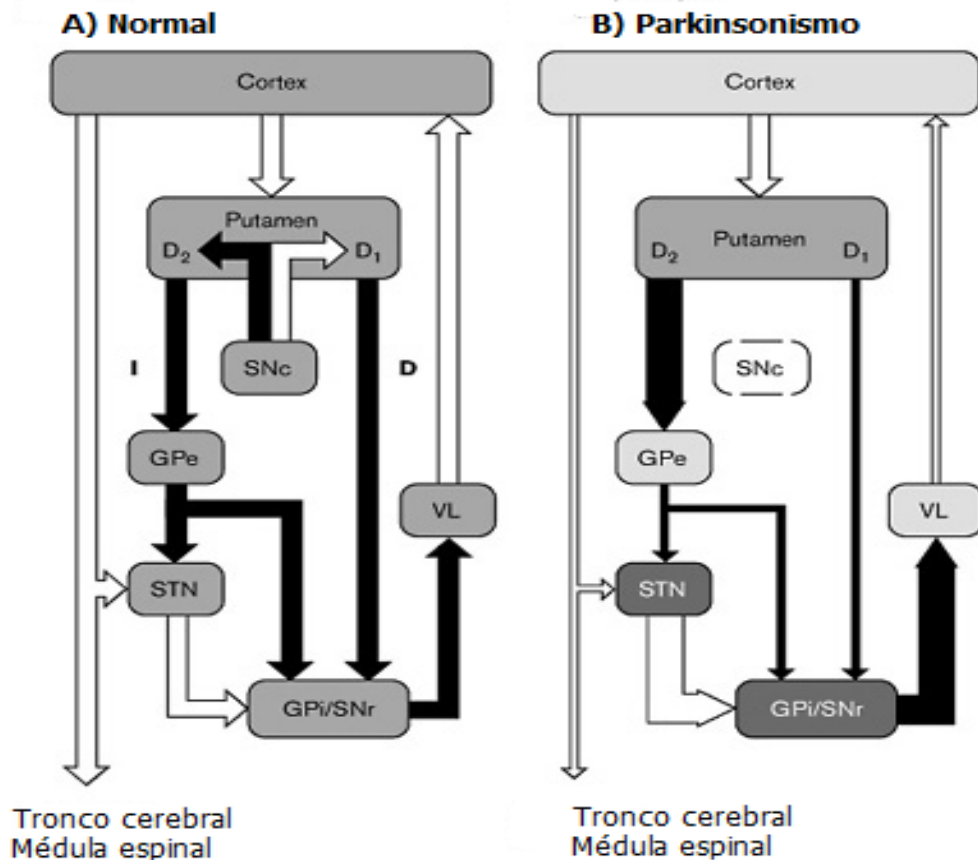 A) Normal
Cortex
Putamen
D2
D1
SNc
I
D
GPe
VL
STN
GPi/SNr
Tronco cerebral
Médula espinal
B) Parkinsonismo
Cortex
Putamen
D2
D1
SNc
GPe
VL
STN
GPi/SNr
Tronco cerebral
Médula espinal